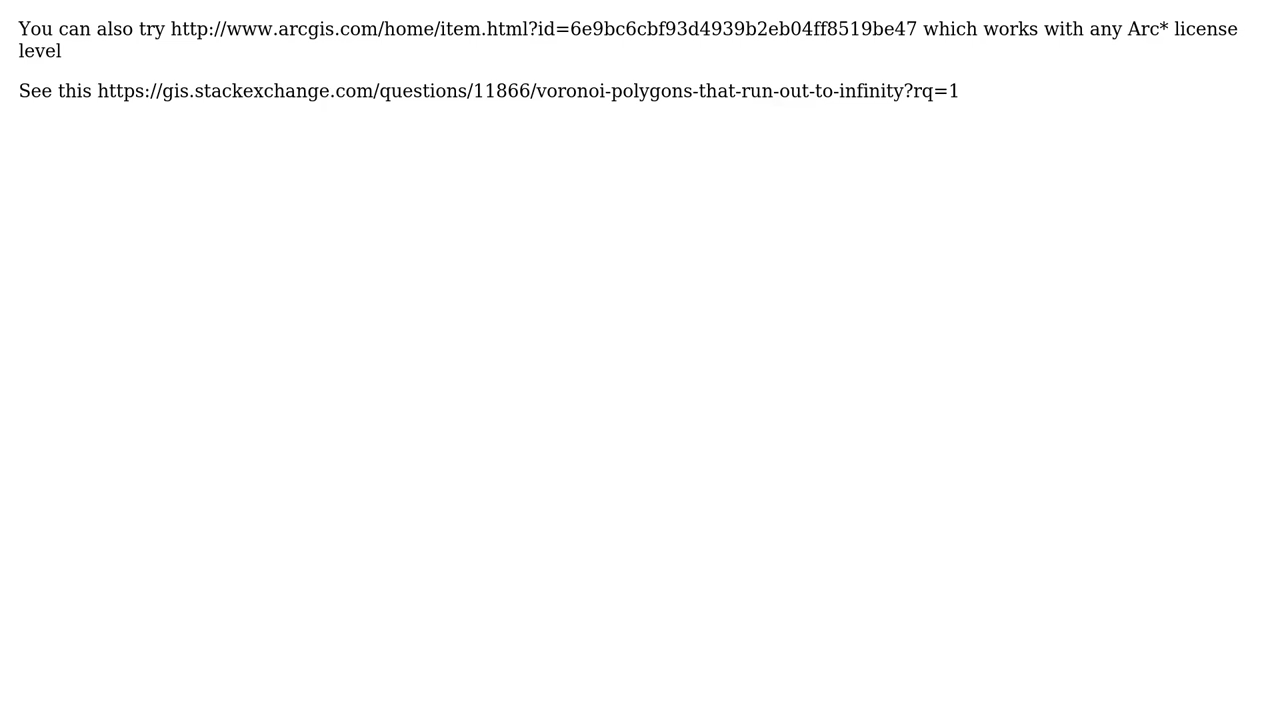 You can also try http://www.arcgis.com/home/item.html?id=6e9bc6cbf93d4939b2eb04ff8519be47 which works with any Arc* license
level
See this https://gis.stackexchange.com/questions/11866/voronoi-polygons-that-run-out-to-infinity?rq=1